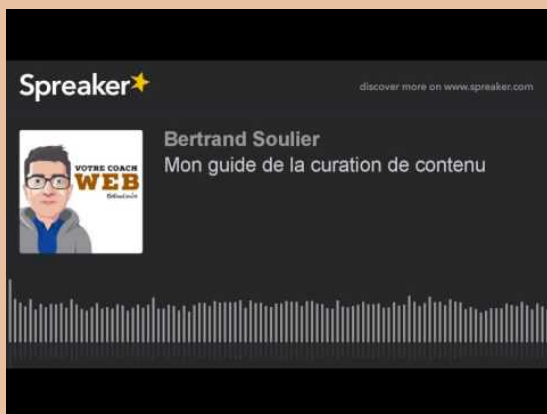 Spreaker
discover more on www.spreaker.com
Bertrand Soulier
Mon guide de la curation de contenu
VOTRE COACH
WEB